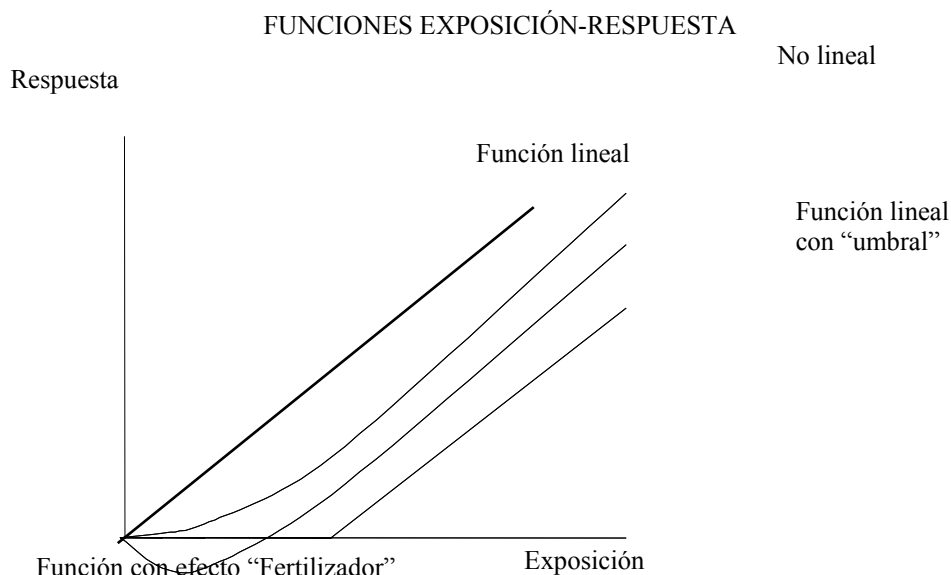 FUNCIONES EXPOSICIÓN-RESPUESTA
No lineal
Respuesta
Función lineal
Función lineal
con “umbral”
Función con efecto “Fertilizador”
Exposición